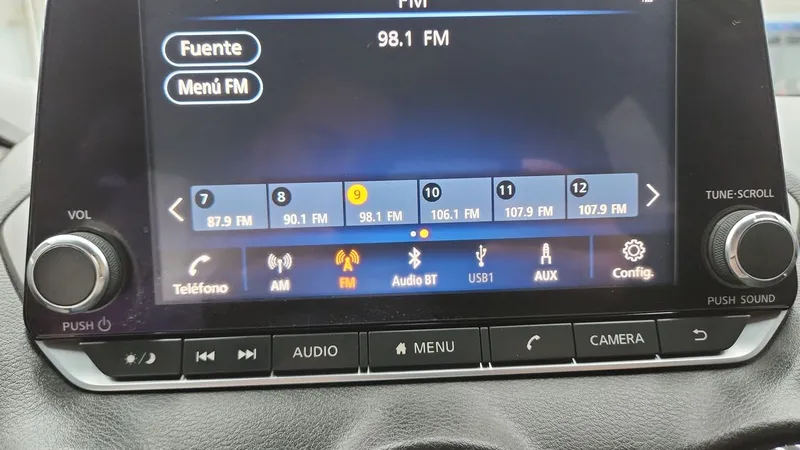 FM
Fuente
98.1 FM
Menú FM
7
8
9
10
11
12
87.9 FM
90.1 FM
98.1 FM
106.1 FM
107.9 FM
107.9 FM
VOL
TUNE·SCROLL
Teléfono
AM
FM
Audio BT
USB1
AUX
Config.
PUSH
PUSH SOUND
AUDIO
MENU
CAMERA